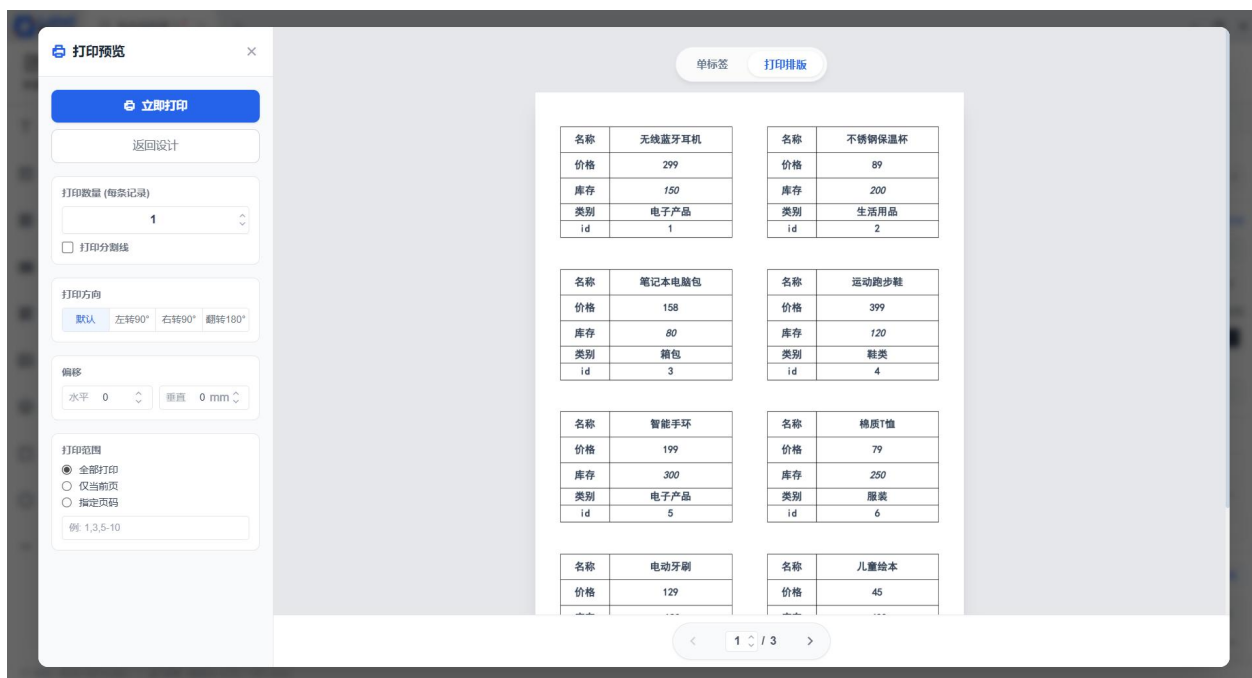 打印预览
立即打印
返回设计
打印数量 (每条记录)
1
打印分割线
打印方向
默认 左转90° 右转90° 翻转180°
偏移
水平 0 垂直 0 mm
打印范围
全部打印
仅当前页
指定页码
例: 1,3,5-10
单标签 打印排版
名称 无线蓝牙耳机
价格 299
库存 150
类别 电子产品
id 1
名称 不锈钢保温杯
价格 89
库存 200
类别 生活用品
id 2
名称 笔记本电脑包
价格 158
库存 80
类别 箱包
id 3
名称 运动跑步鞋
价格 399
库存 120
类别 鞋类
id 4
名称 智能手环
价格 199
库存 300
类别 电子产品
id 5
名称 棉质T恤
价格 79
库存 250
类别 服装
id 6
名称 电动牙刷
价格 129
名称 儿童绘本
价格 45
1 / 3